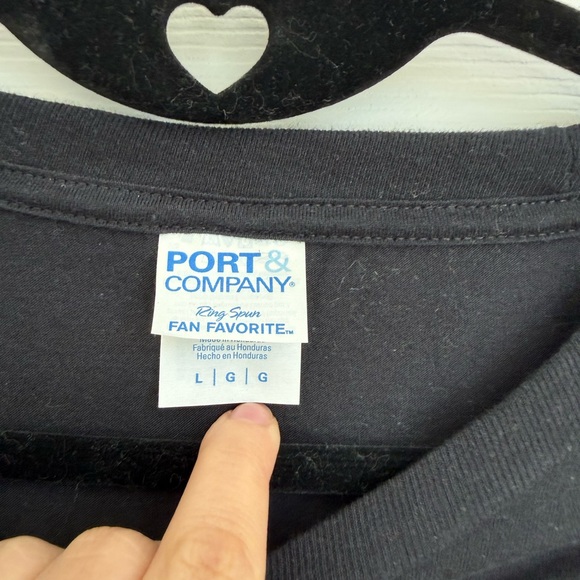 PORT &
COMPANY®
Ring Spun
FAN FAVORITE™
Made in Honduras
Fabriqué au Honduras
Hecho en Honduras
L | G | G